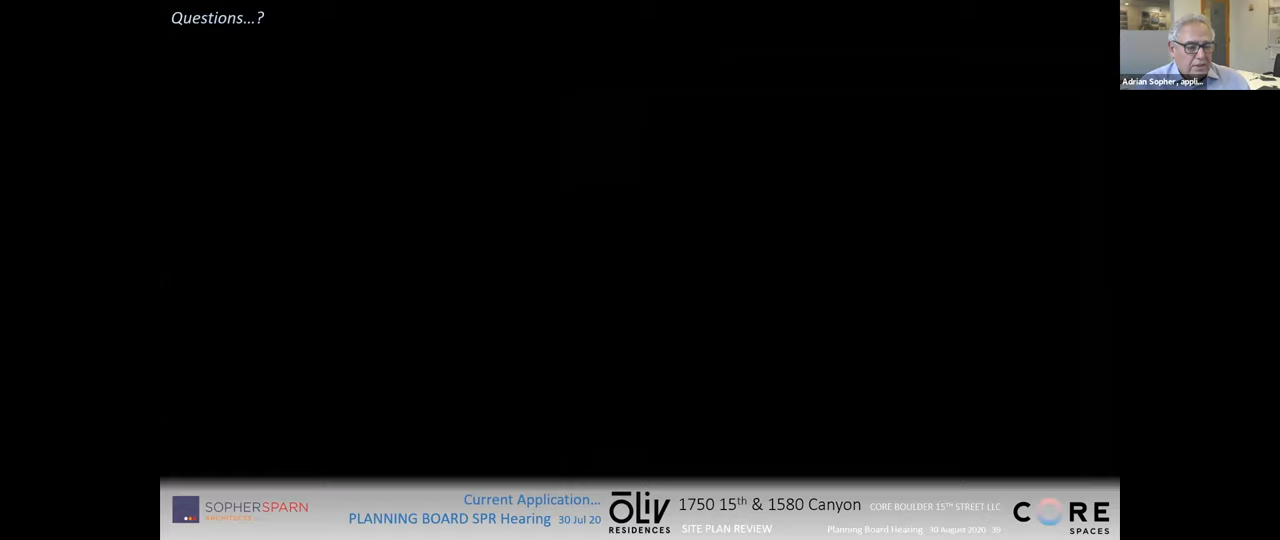 Questions...?
Adrian Sopher, appli...
SOPHERSPARN
ARCHITECTS
Current Application...
PLANNING BOARD SPR Hearing 30 Jul 20
ōLiv
RESIDENCES
1750 15th & 1580 Canyon CORE BOULDER 15TH STREET LLC
SITE PLAN REVIEW Planning Board Hearing 30 August 2020 39
CORE
SPACES